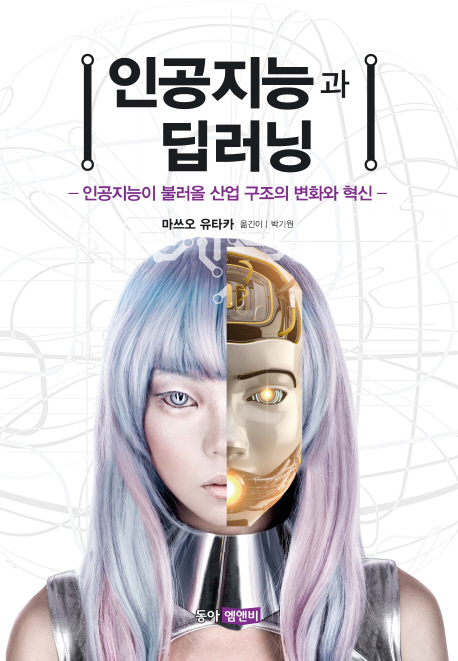 인공지능과
딥러닝
– 인공지능이 불러올 산업 구조의 변화와 혁신 –
마쓰오 유타카 옮긴이 | 박기원
동아 엠앤비